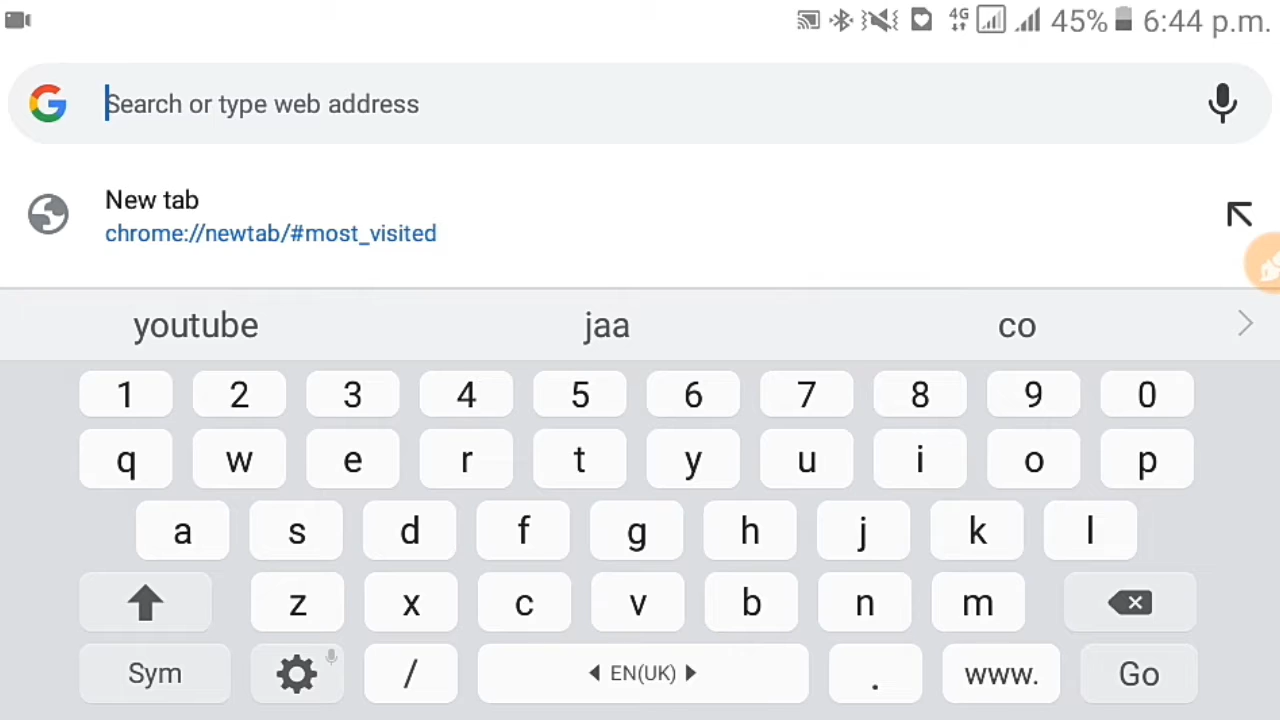 4G 45% 6:44 p.m.
Search or type web address
New tab
chrome://newtab/#most_visited
youtube jaa co
1 2 3 4 5 6 7 8 9 0
q w e r t y u i o p
a s d f g h j k l
z x c v b n m
Sym / EN(UK) . www. Go